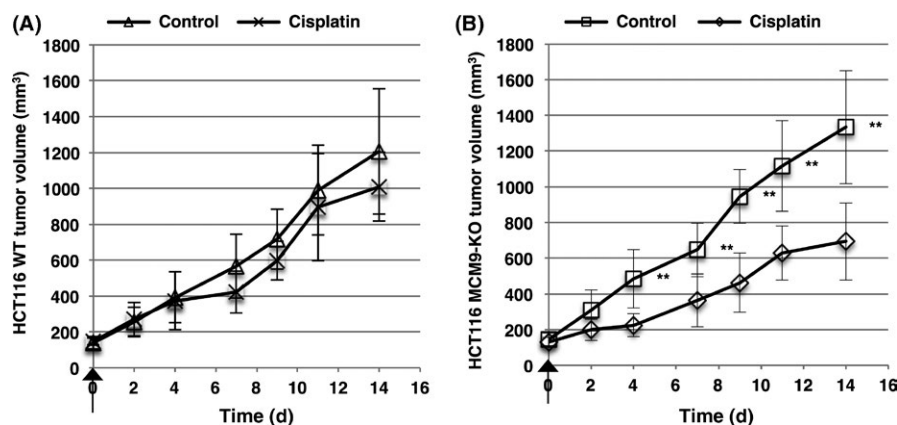 (A)
Control Cisplatin
HCT116 WT tumor volume (mm³)
1800
1600
1400
1200
1000
800
600
400
200
0
0 2 4 6 8 10 12 14 16
Time (d)
(B)
Control Cisplatin
HCT116 MCM9-KO tumor volume (mm³)
1800
1600
1400
1200
1000
800
600
400
200
0
**
**
**
**
**
0 2 4 6 8 10 12 14 16
Time (d)